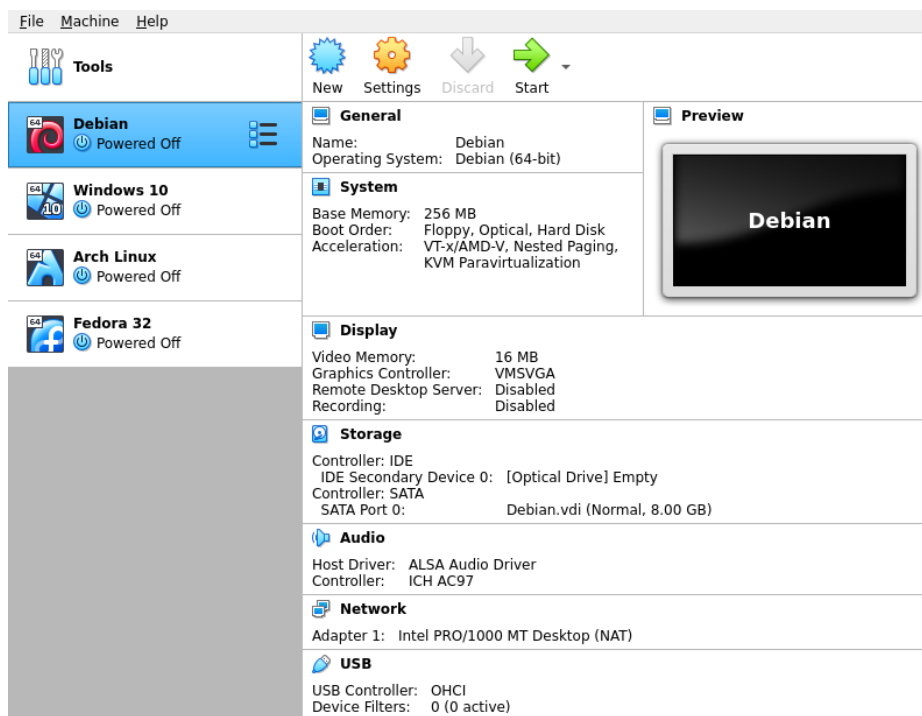 File Machine Help
Tools
New Settings Discard Start
64 Debian
Powered Off
64 10 Windows 10
Powered Off
64 Arch Linux
Powered Off
64 Fedora 32
Powered Off
General
Name: Debian
Operating System: Debian (64-bit)
Preview
Debian
System
Base Memory: 256 MB
Boot Order: Floppy, Optical, Hard Disk
Acceleration: VT-x/AMD-V, Nested Paging,
KVM Paravirtualization
Display
Video Memory: 16 MB
Graphics Controller: VMSVGA
Remote Desktop Server: Disabled
Recording: Disabled
Storage
Controller: IDE
IDE Secondary Device 0: [Optical Drive] Empty
Controller: SATA
SATA Port 0: Debian.vdi (Normal, 8.00 GB)
Audio
Host Driver: ALSA Audio Driver
Controller: ICH AC97
Network
Adapter 1: Intel PRO/1000 MT Desktop (NAT)
USB
USB Controller: OHCI
Device Filters: 0 (0 active)